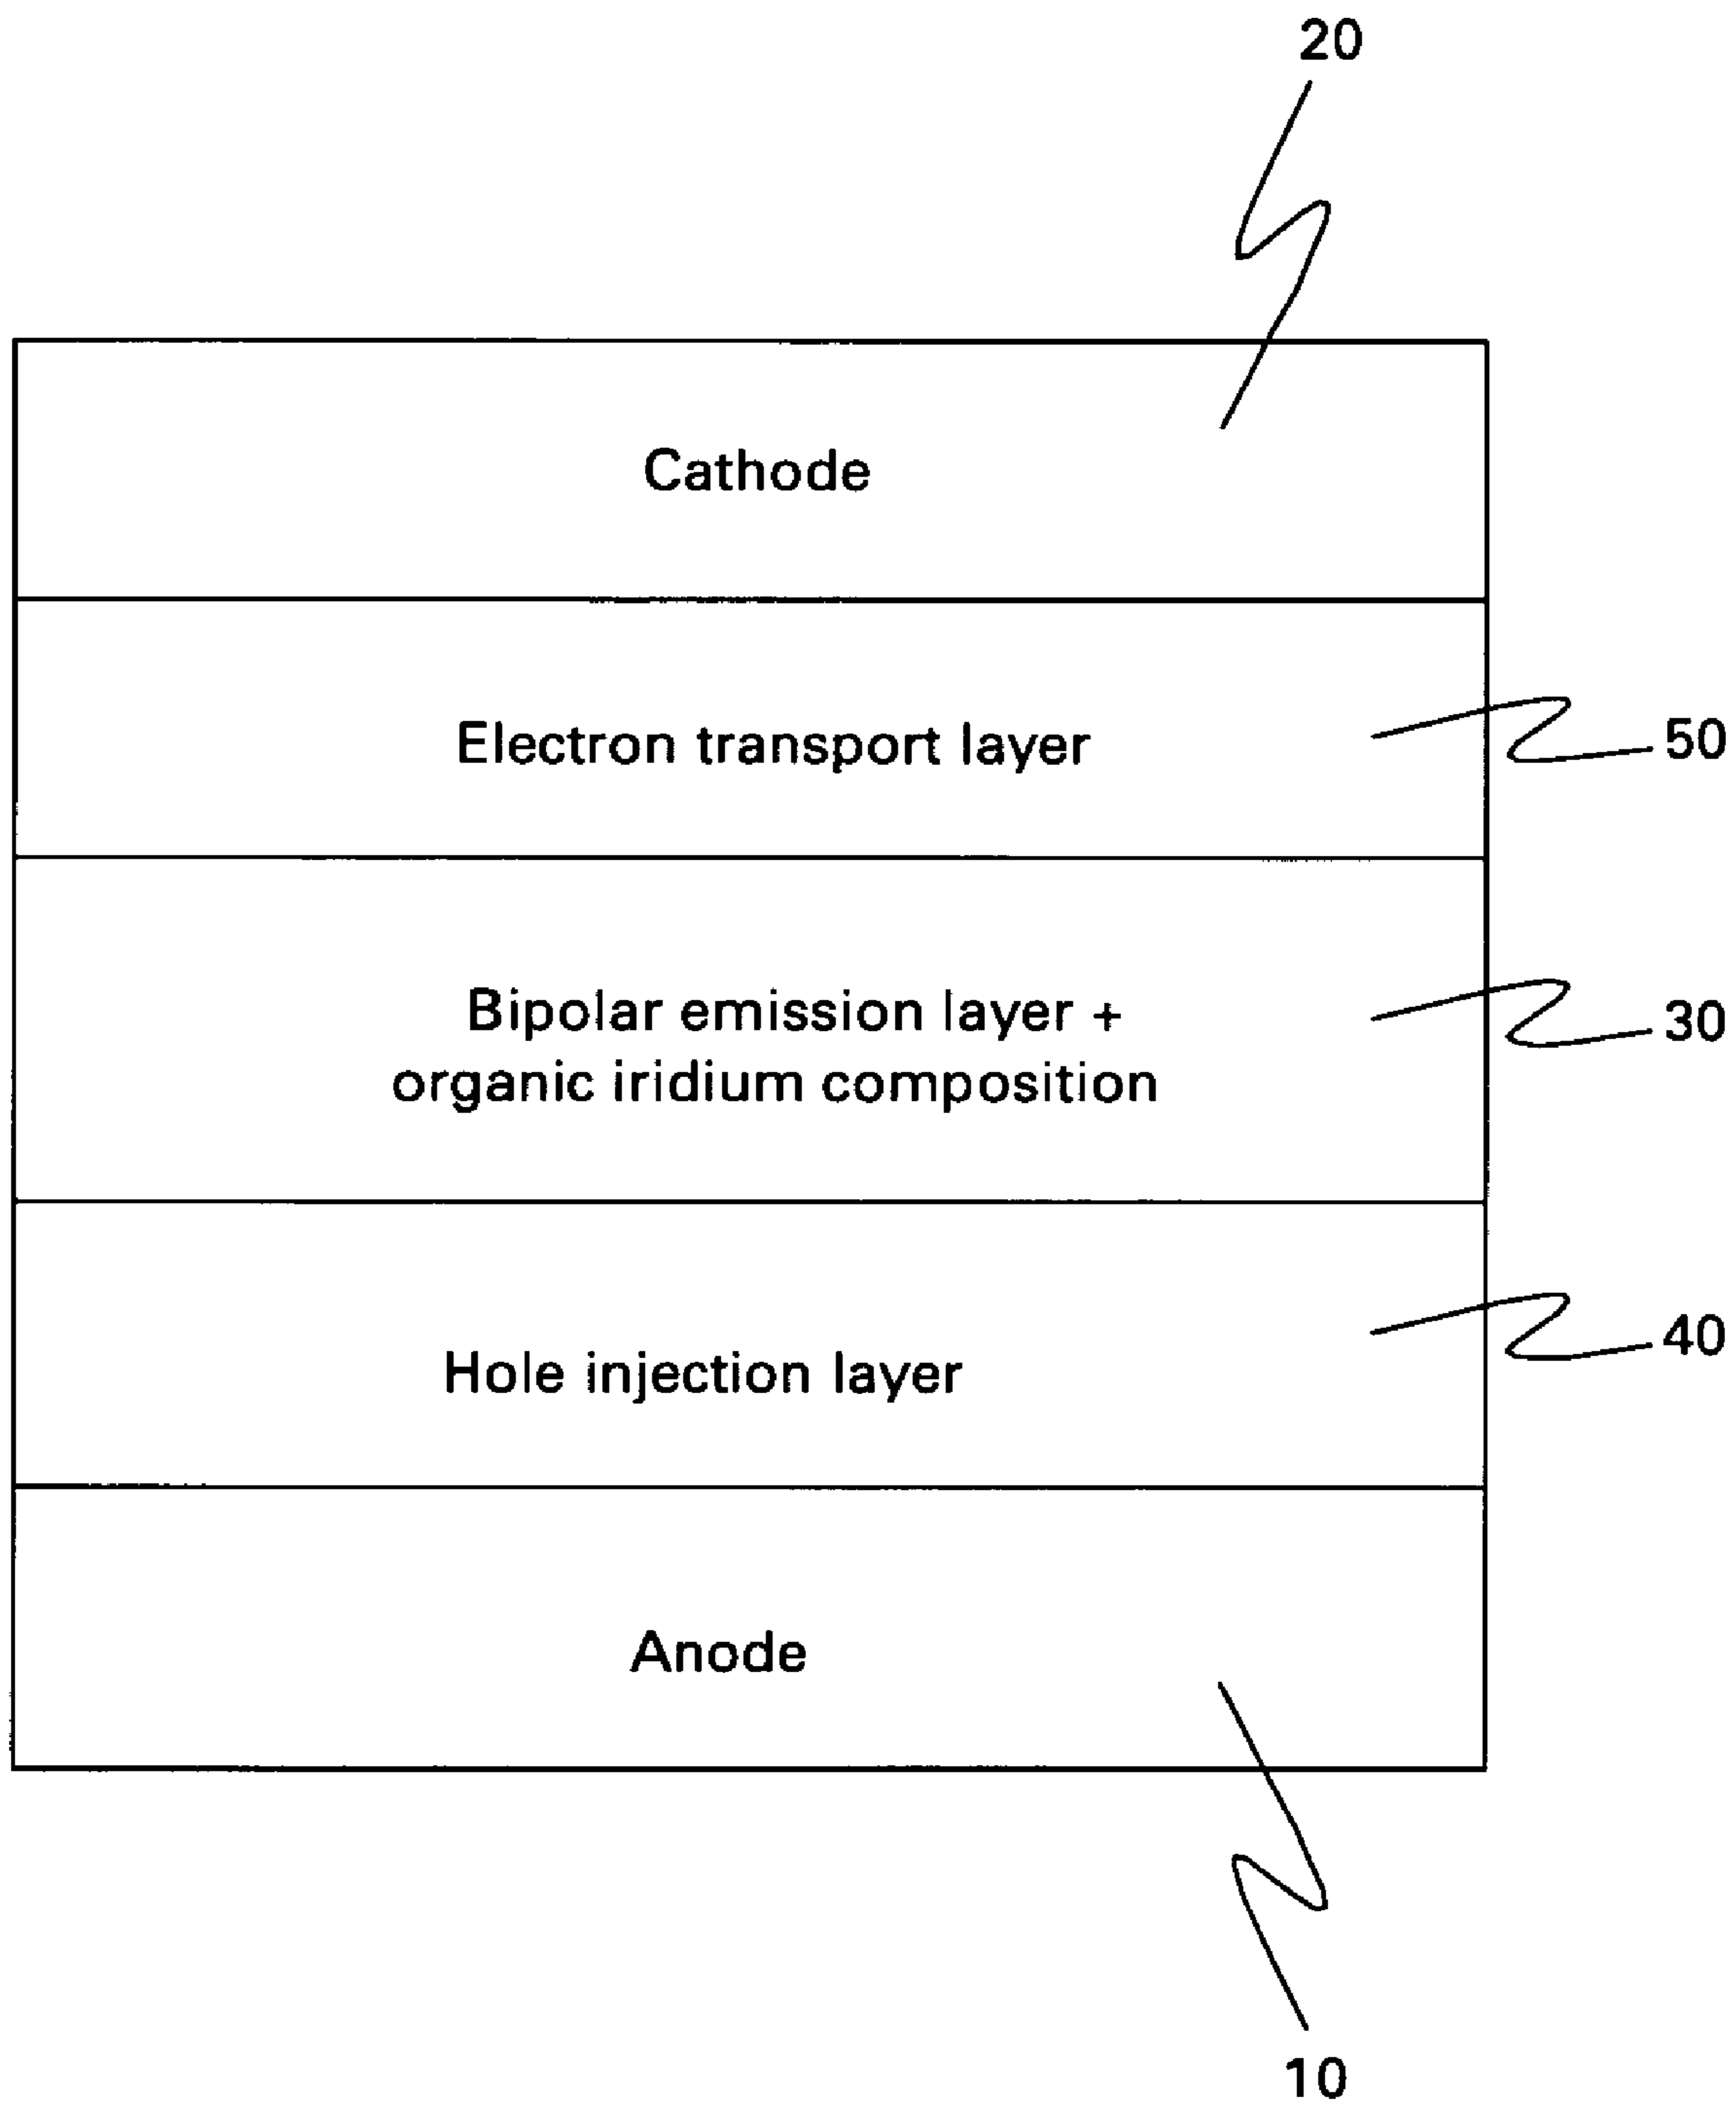 20
Cathode
Electron transport layer
50
Bipolar emission layer +
organic iridium composition
30
Hole injection layer
40
Anode
10